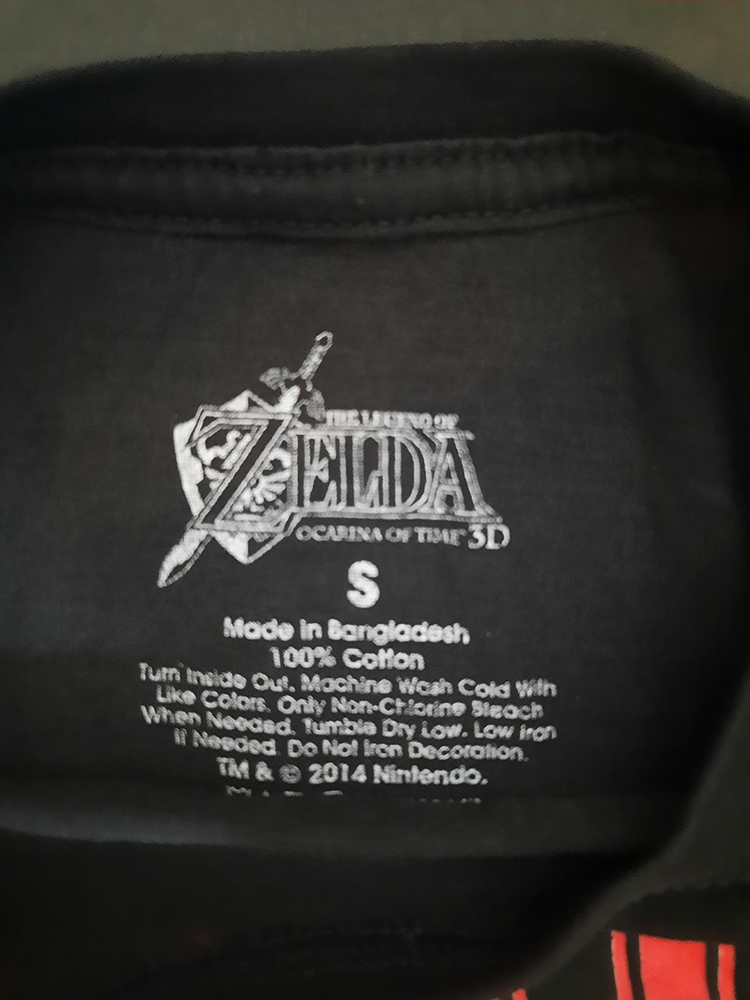 THE LEGEND OF
ZELDA
OCARINA OF TIME 3D
S
Made in Bangladesh
100% Cotton
Turn Inside Out. Machine Wash Cold With
Like Colors. Only Non-Chlorine Bleach
When Needed. Tumble Dry Low. Low Iron
If Needed. Do Not Iron Decoration.
TM & © 2014 Nintendo.